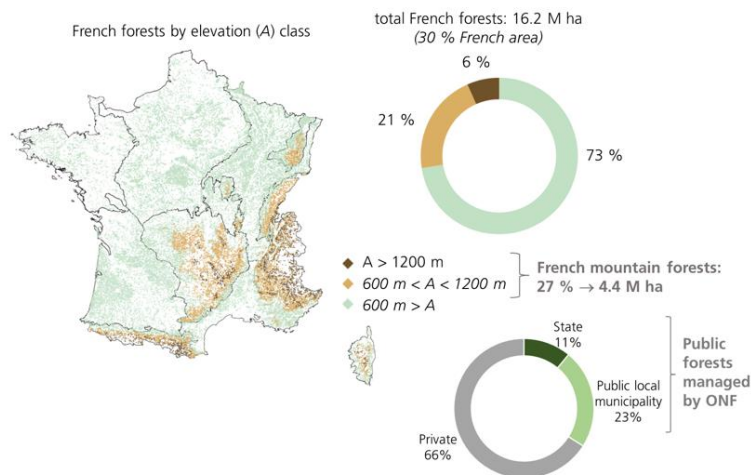 French forests by elevation (A) class
total French forests: 16.2 M ha
(30 % French area)
6 %
21 %
73 %
A > 1200 m
600 m < A < 1200 m
600 m > A
French mountain forests:
27 % → 4.4 M ha
State
11%
Public local
municipality
23%
Private
66%
Public
forests
managed
by ONF